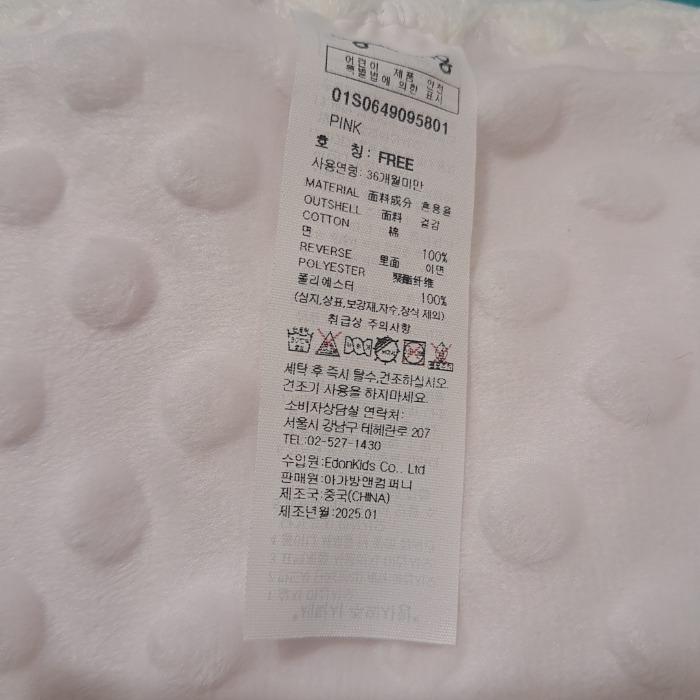 어린이 제품 안전
특별법에 의한 표시
01S0649095801
PINK
호 칭: FREE
사용연령: 36개월미만
MATERIAL 面料成分 혼용율
OUTSHELL 面料 겉감
COTTON 棉 100%
면
REVERSE 里面 이면
POLYESTER 聚酯纤维 100%
폴리에스터
(심지,상표,보강재,자수,장식 제외)
취급상 주의사항
세탁 후 즉시 탈수,건조하십시오
건조기 사용을 하지마세요.
소비자상담실 연락처:
서울시 강남구 테헤란로 207
TEL:02-527-1430
수입원:EdonKids Co., Ltd
판매원:아가방앤컴퍼니
제조국:중국(CHINA)
제조년월:2025.01